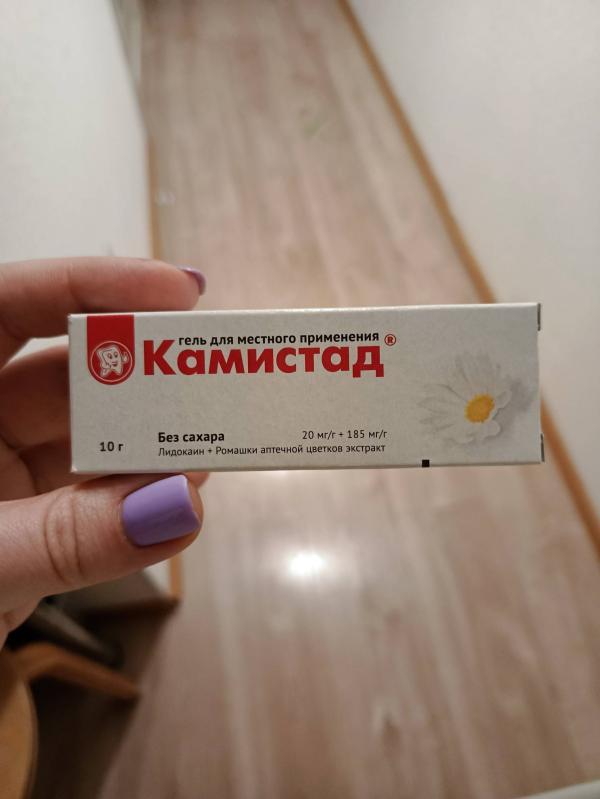 гель для местного применения
Камистад®
Без сахара 20 мг/г + 185 мг/г
10 г
Лидокаин + Ромашки аптечной цветков экстракт